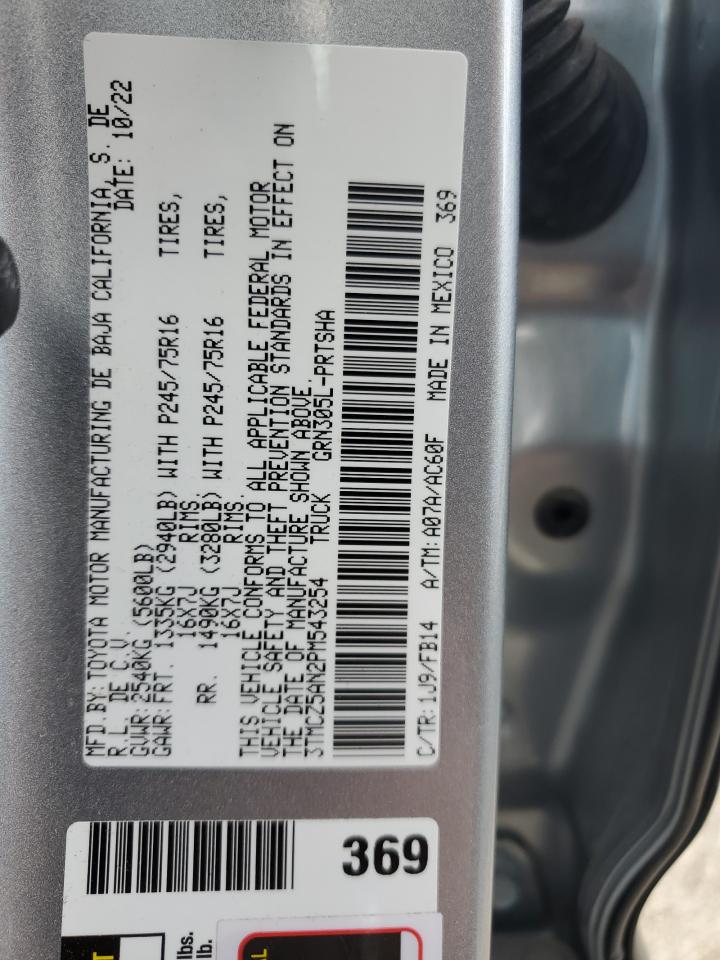 MFD.BY: TOYOTA MOTOR MANUFACTURING DE BAJA CALIFORNIA, S. DE
R.L. DE C.V. DATE: 10/22
GVWR: 2540KG (5600LB)
GAWR: FRT. 1335KG (2940LB) WITH P245/75R16 TIRES,
16X7J RIMS,
RR. 1490KG (3280LB) WITH P245/75R16 TIRES,
16X7J RIMS.
THIS VEHICLE CONFORMS TO ALL APPLICABLE FEDERAL MOTOR
VEHICLE SAFETY AND THEFT PREVENTION STANDARDS IN EFFECT ON
THE DATE OF MANUFACTURE SHOWN ABOVE.
3TMCZ5AN2PM543254 TRUCK GRN305L-PRTSHA
C/TR: 1J9/FB14 A/TM: A07A/AC60F MADE IN MEXICO 369
369
lbs.
lb.